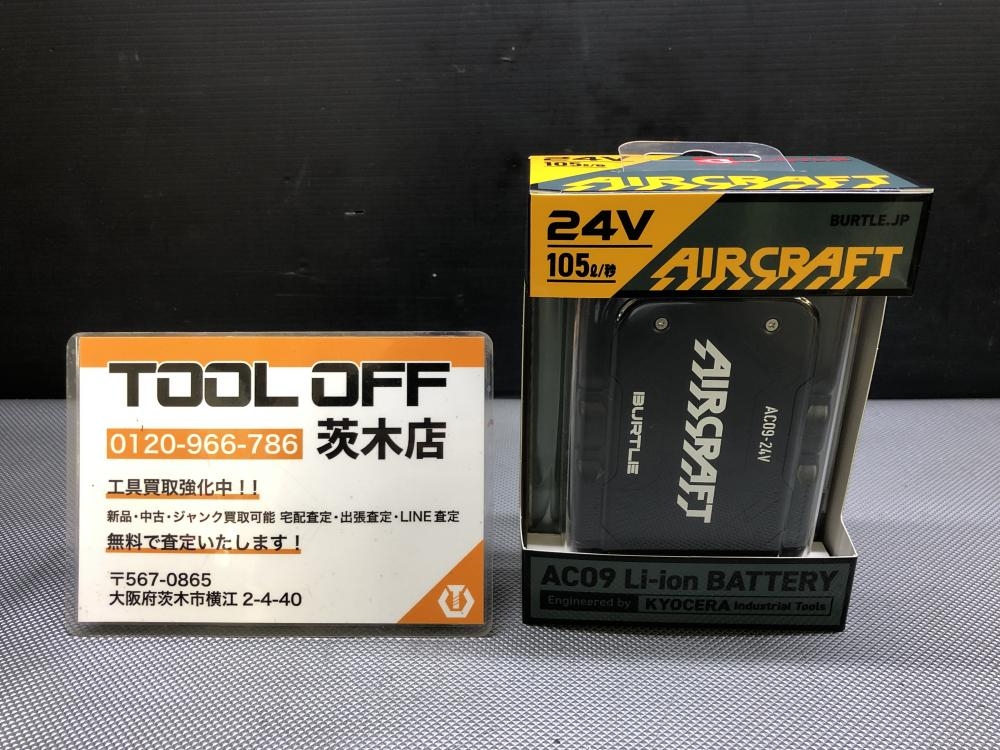 TOOL OFF
0120-966-786 茨木店
工具買取強化中!!
新品・中古・ジャンク買取可能 宅配査定・出張査定・LINE査定
無料で査定いたします!
〒567-0865
大阪府茨木市横江 2-4-40
24V
AIRCRAFT
24V
105ℓ/秒
BURTLE.JP
AIRCRAFT
AIRCRAFT
BURTLE
AC09-24V
AC09 Li-ion BATTERY
Engineered by KYOCERA Industrial Tools